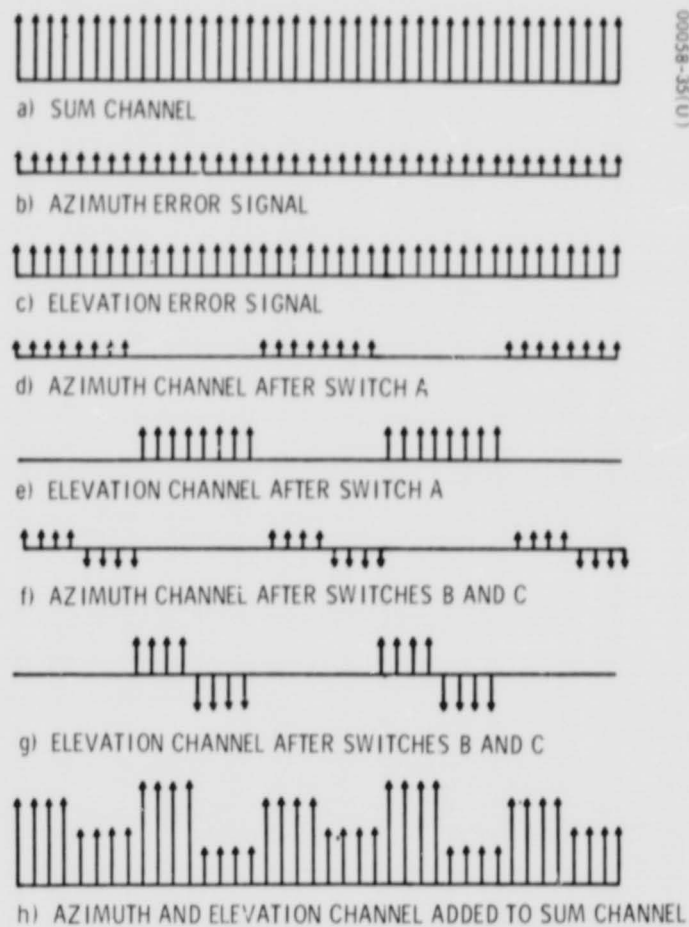 00058-35(U)
a) SUM CHANNEL
b) AZIMUTH ERROR SIGNAL
c) ELEVATION ERROR SIGNAL
d) AZIMUTH CHANNEL AFTER SWITCH A
e) ELEVATION CHANNEL AFTER SWITCH A
f) AZIMUTH CHANNEL AFTER SWITCHES B AND C
g) ELEVATION CHANNEL AFTER SWITCHES B AND C
h) AZIMUTH AND ELEVATION CHANNEL ADDED TO SUM CHANNEL